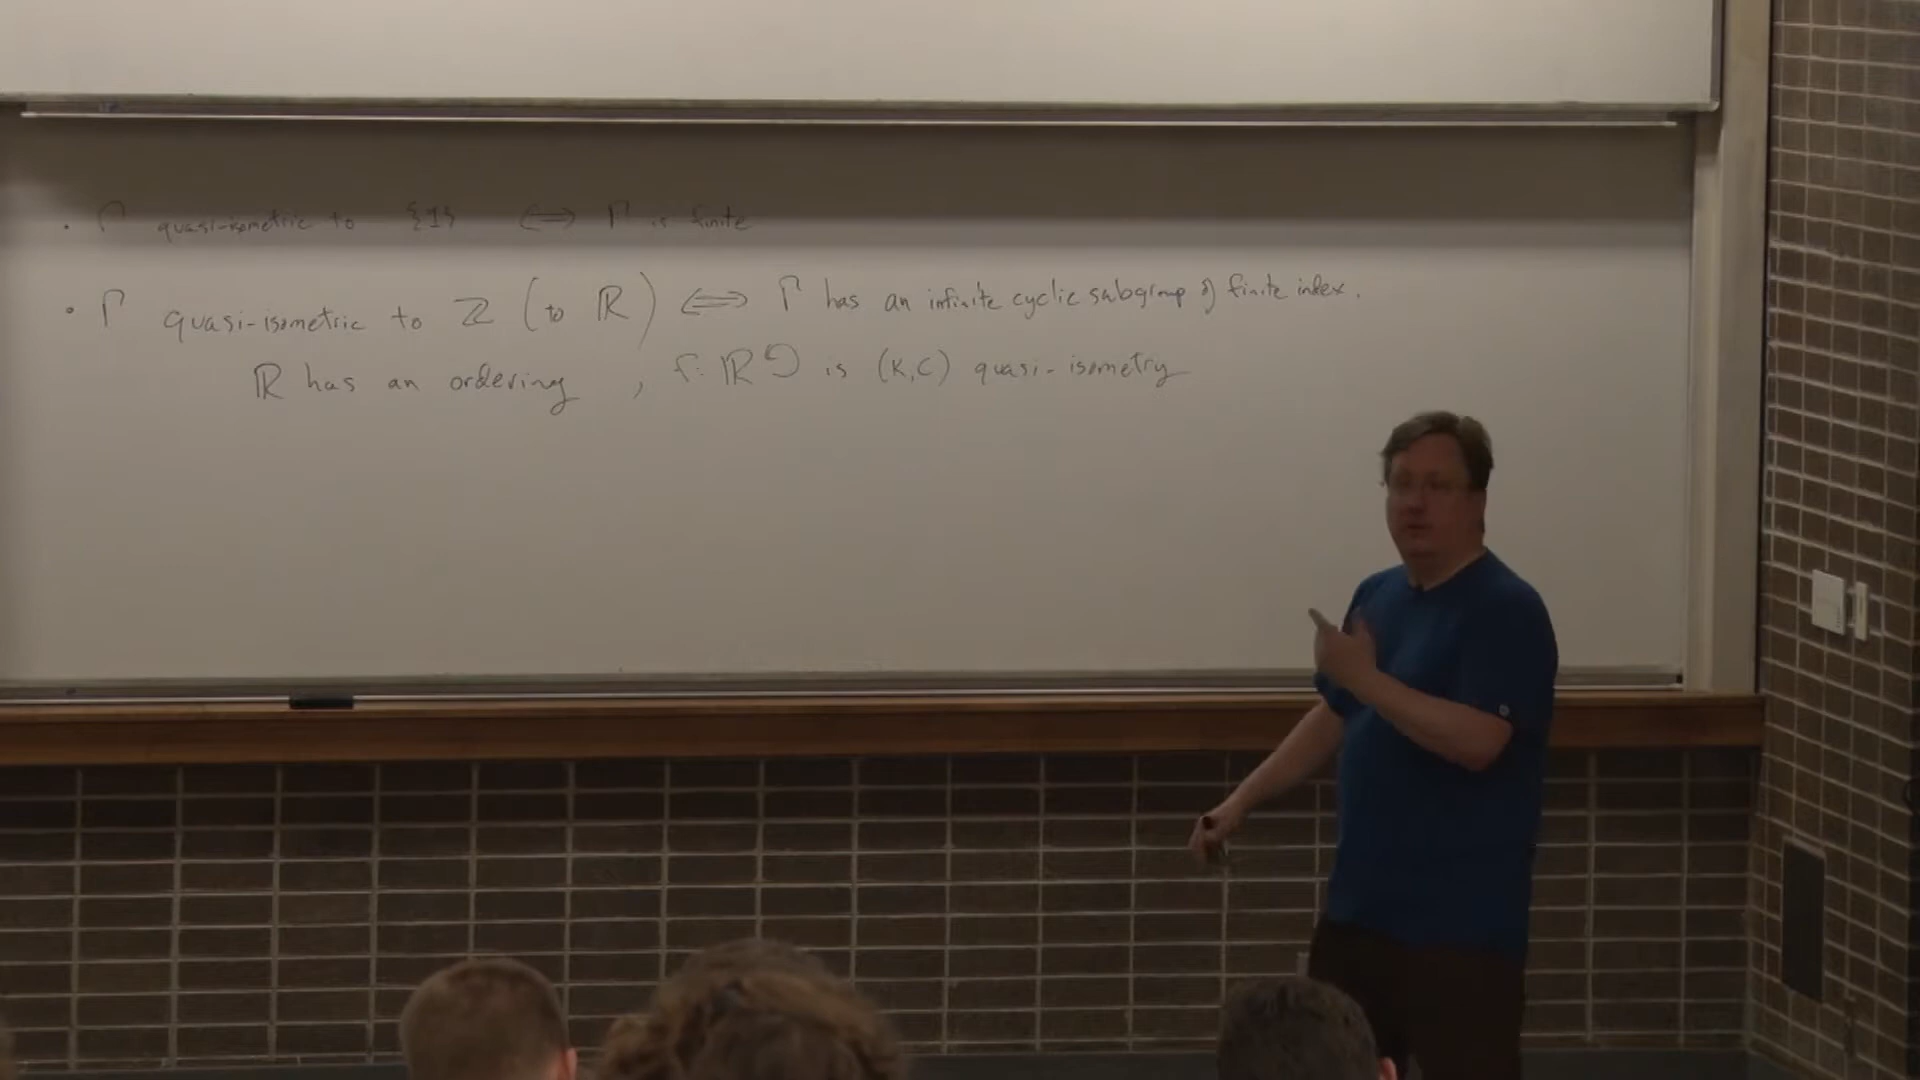 · Γ quasi-isometric to {1} ⟺ Γ is finite
· Γ quasi-isometric to ℤ (to ℝ) ⟺ Γ has an infinite cyclic subgroup of finite index.
ℝ has an ordering, f: ℝ↺ is (K,C) quasi-isometry